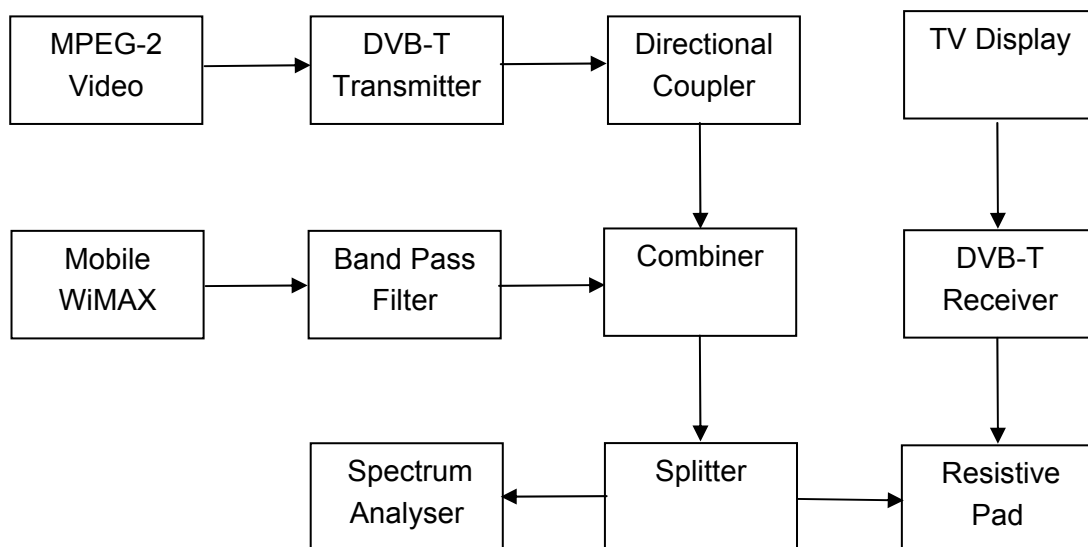 MPEG-2
Video
DVB-T
Transmitter
Directional
Coupler
TV Display
Mobile
WiMAX
Band Pass
Filter
Combiner
DVB-T
Receiver
Spectrum
Analyser
Splitter
Resistive
Pad